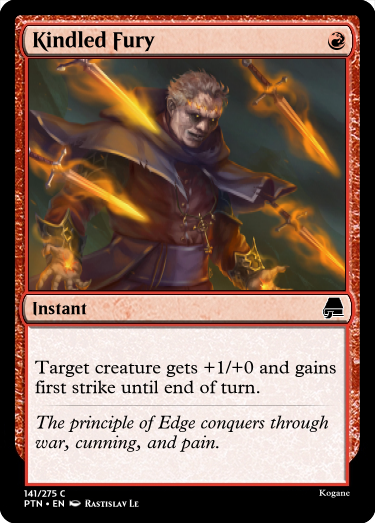 Kindled Fury
Instant
Target creature gets +1/+0 and gains
first strike until end of turn.
The principle of Edge conquers through
war, cunning, and pain.
141/275 C
Kogane
PTN • EN Rastislav Le